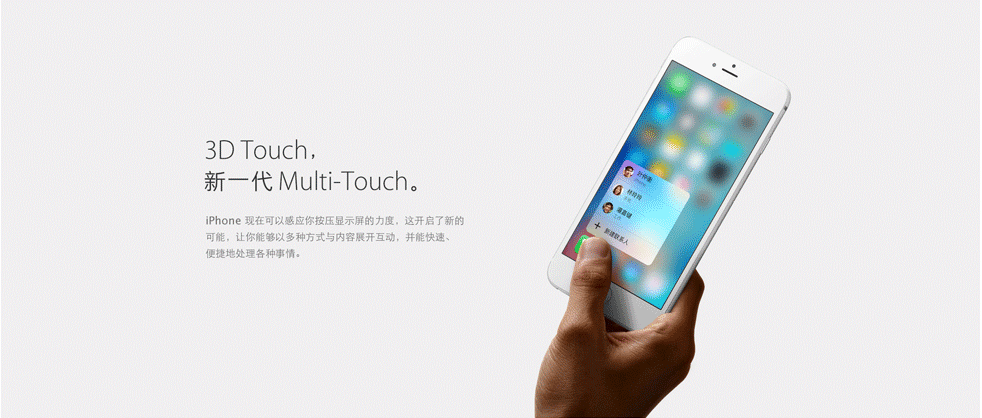 3D Touch，
新一代 Multi-Touch。
iPhone 现在可以感应你按压显示屏的力度，这开启了新的
可能，让你能够以多种方式与内容展开互动，并能快速、
便捷地处理各种事情。
新建联系人